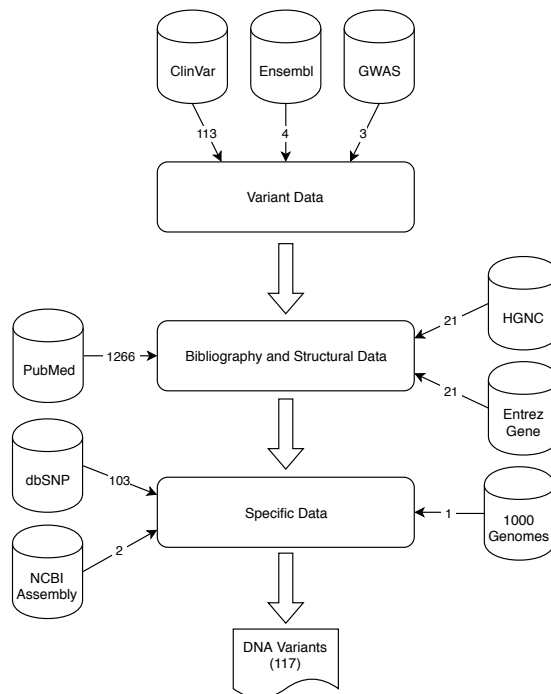 ClinVar
Ensembl
GWAS
113
4
3
Variant Data
PubMed
1266
Bibliography and Structural Data
21
HGNC
21
Entrez
Gene
dbSNP
103
Specific Data
1
1000
Genomes
NCBI
Assembly
2
DNA Variants
(117)